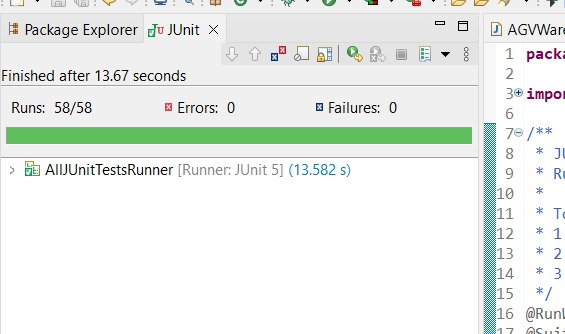 Package Explorer
JUnit
Finished after 13.67 seconds
Runs: 58/58
Errors: 0
Failures: 0
AllJUnitTestsRunner [Runner: JUnit 5] (13.582 s)
AGVWare
1 packa
2
3 impor
6
7 /**
8 * JU
9 * Ru
10 *
11 * To
12 * 1
13 * 2
14 * 3
15 */
16 @RunW
17 @Suit